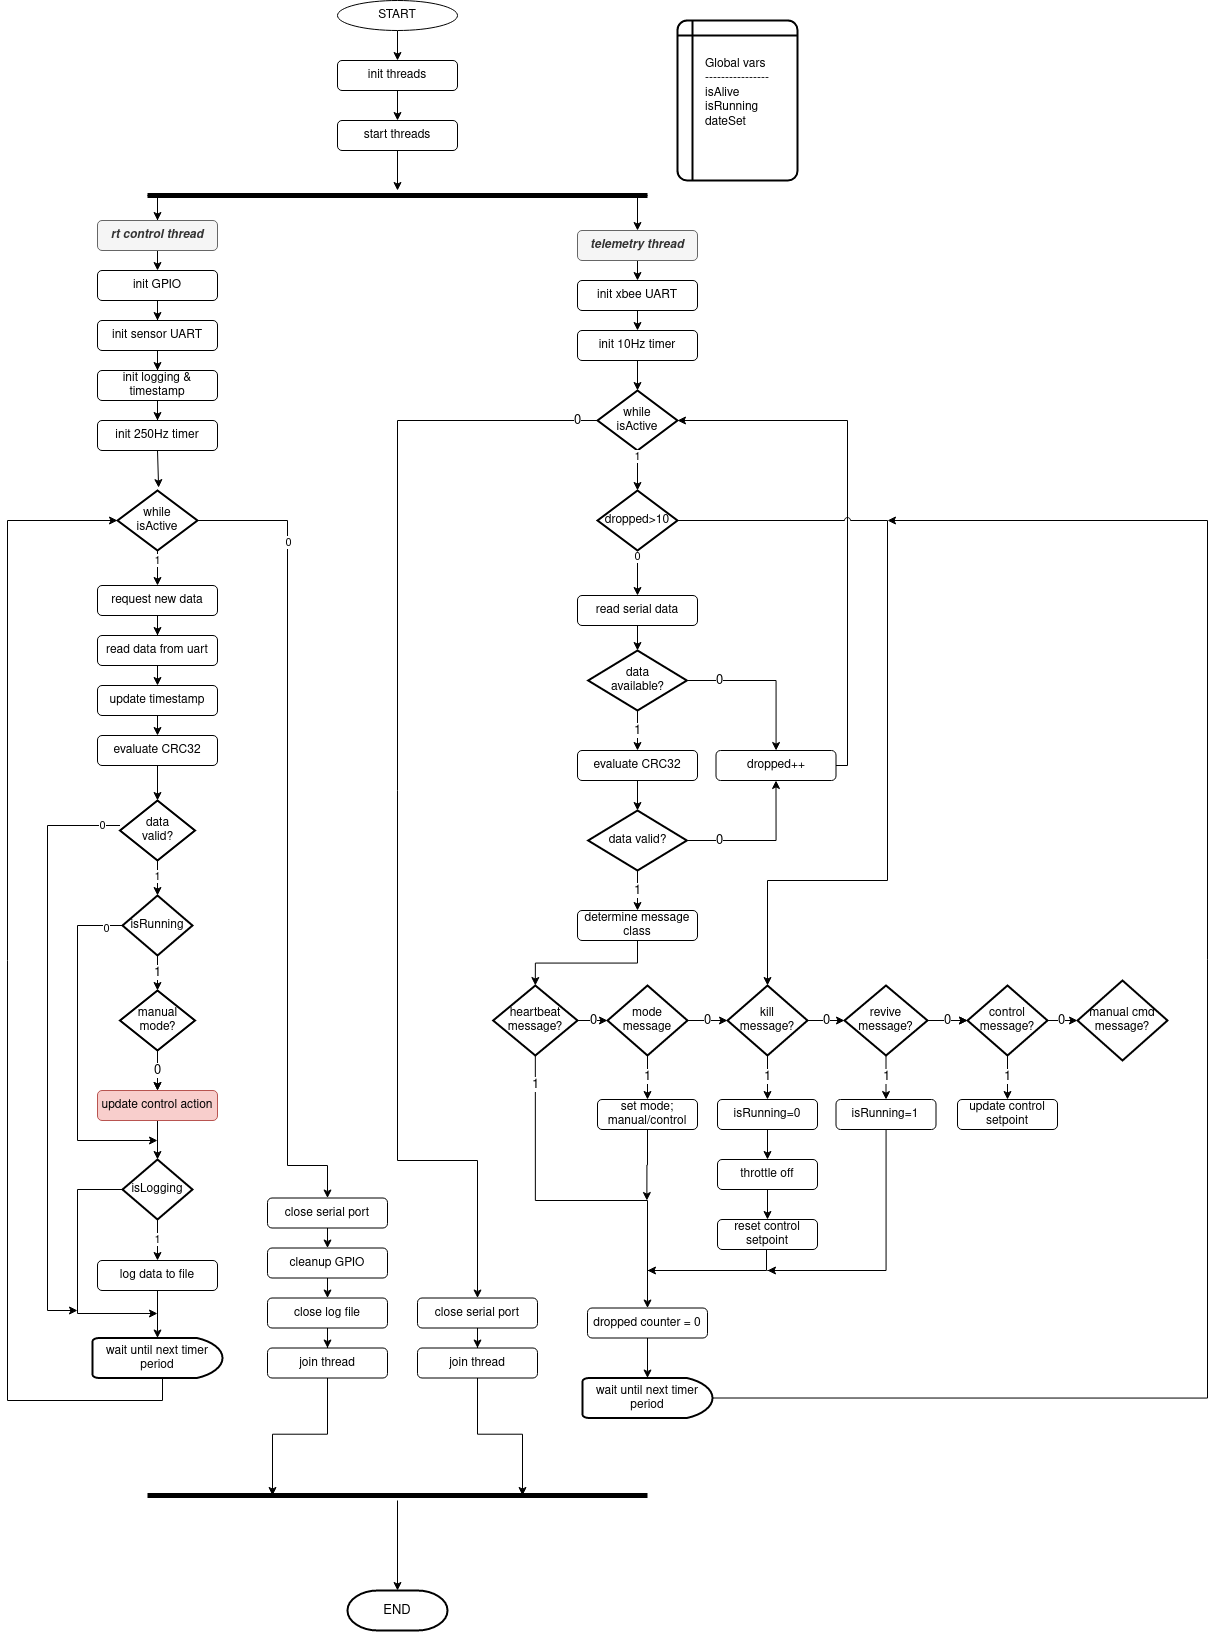 START
init threads
start threads
Global vars
----------------
isAlive
isRunning
dateSet
rt control thread
init GPIO
init sensor UART
init logging &
timestamp
init 250Hz timer
while
isActive
0
1
request new data
read data from uart
update timestamp
evaluate CRC32
data
valid?
0
1
isRunning
0
1
manual
mode?
0
update control action
isLogging
1
log data to file
wait until next timer
period
close serial port
cleanup GPIO
close log file
join thread
telemetry thread
init xbee UART
init 10Hz timer
while
isActive
0
1
dropped>10
0
read serial data
data
available?
0
1
evaluate CRC32
dropped++
data valid?
0
1
determine message
class
heartbeat
message?
0
mode
message
0
kill
message?
0
revive
message?
0
control
message?
0
manual cmd
message?
1
1
1
1
1
set mode;
manual/control
isRunning=0
isRunning=1
update control
setpoint
throttle off
reset control
setpoint
dropped counter = 0
wait until next timer
period
close serial port
join thread
END